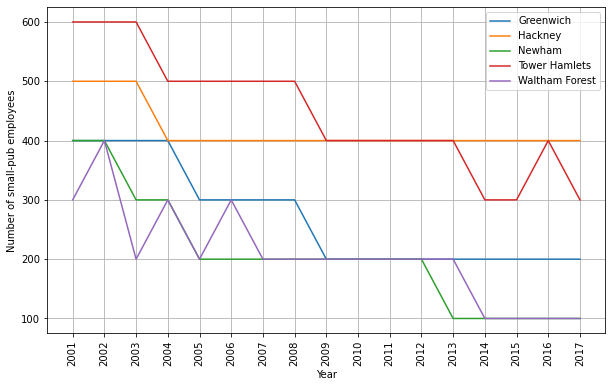 Greenwich
Hackney
Newham
Tower Hamlets
Waltham Forest
600
500
400
300
200
100
Number of small-pub employees
2001 2002 2003 2004 2005 2006 2007 2008 2009 2010 2011 2012 2013 2014 2015 2016 2017
Year